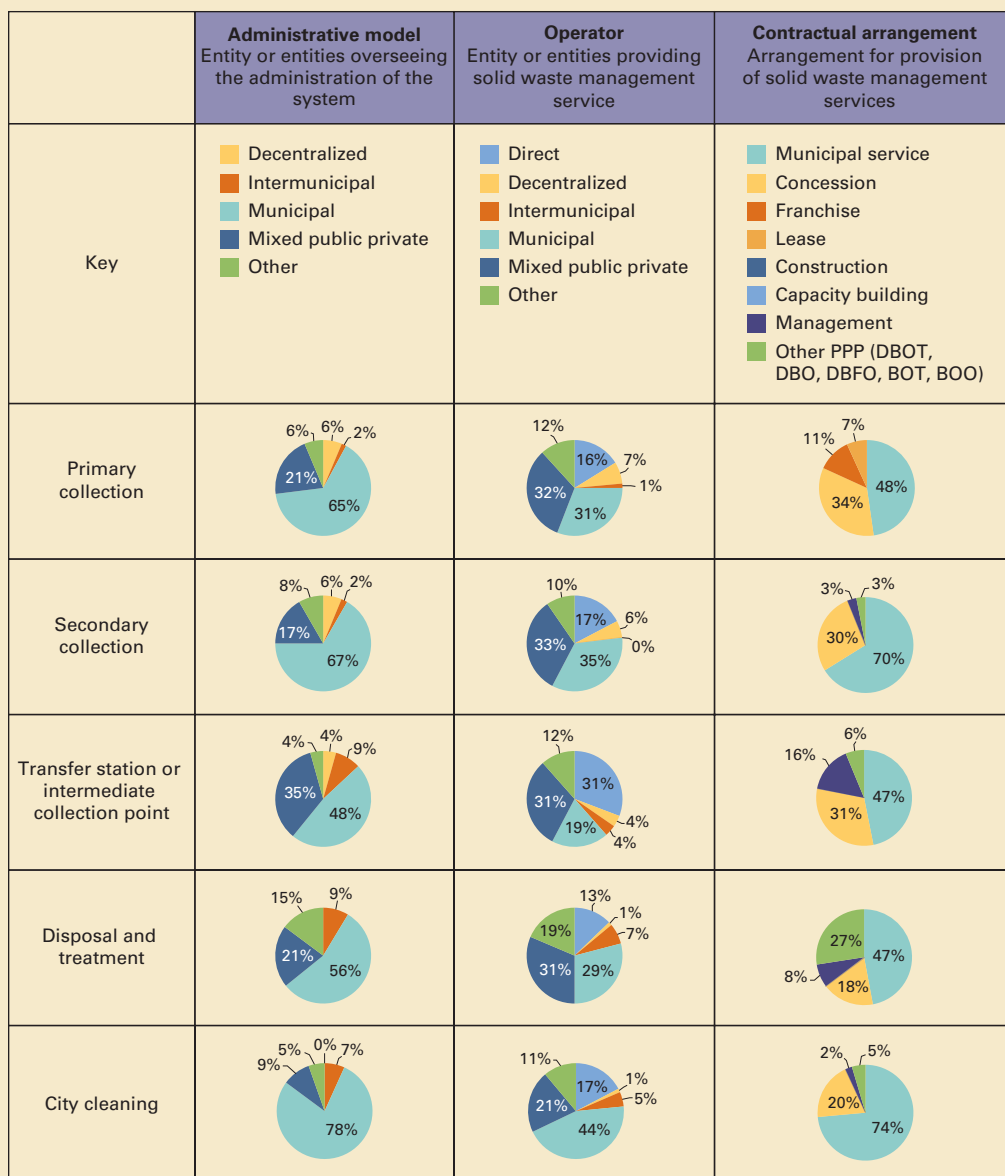 Administrative model
Entity or entities overseeing
the administration of the
system
Operator
Entity or entities providing
solid waste management
service
Contractual arrangement
Arrangement for provision
of solid waste management
services
Key
Decentralized
Intermunicipal
Municipal
Mixed public private
Other
Direct
Decentralized
Intermunicipal
Municipal
Mixed public private
Other
Municipal service
Concession
Franchise
Lease
Construction
Capacity building
Management
Other PPP (DBOT,
DBO, DBFO, BOT, BOO)
Primary
collection
6%
6%
2%
21%
65%
12%
16%
7%
1%
32%
31%
7%
11%
48%
34%
Secondary
collection
8%
6%
2%
17%
67%
10%
17%
6%
0%
33%
35%
3%
3%
30%
70%
Transfer station or
intermediate
collection point
4%
4%
9%
35%
48%
12%
31%
4%
4%
31%
19%
6%
16%
47%
31%
Disposal and
treatment
15%
9%
21%
56%
13%
1%
7%
19%
31%
29%
27%
47%
8%
18%
City cleaning
5%
0%
7%
9%
78%
11%
17%
1%
5%
21%
44%
2%
5%
20%
74%